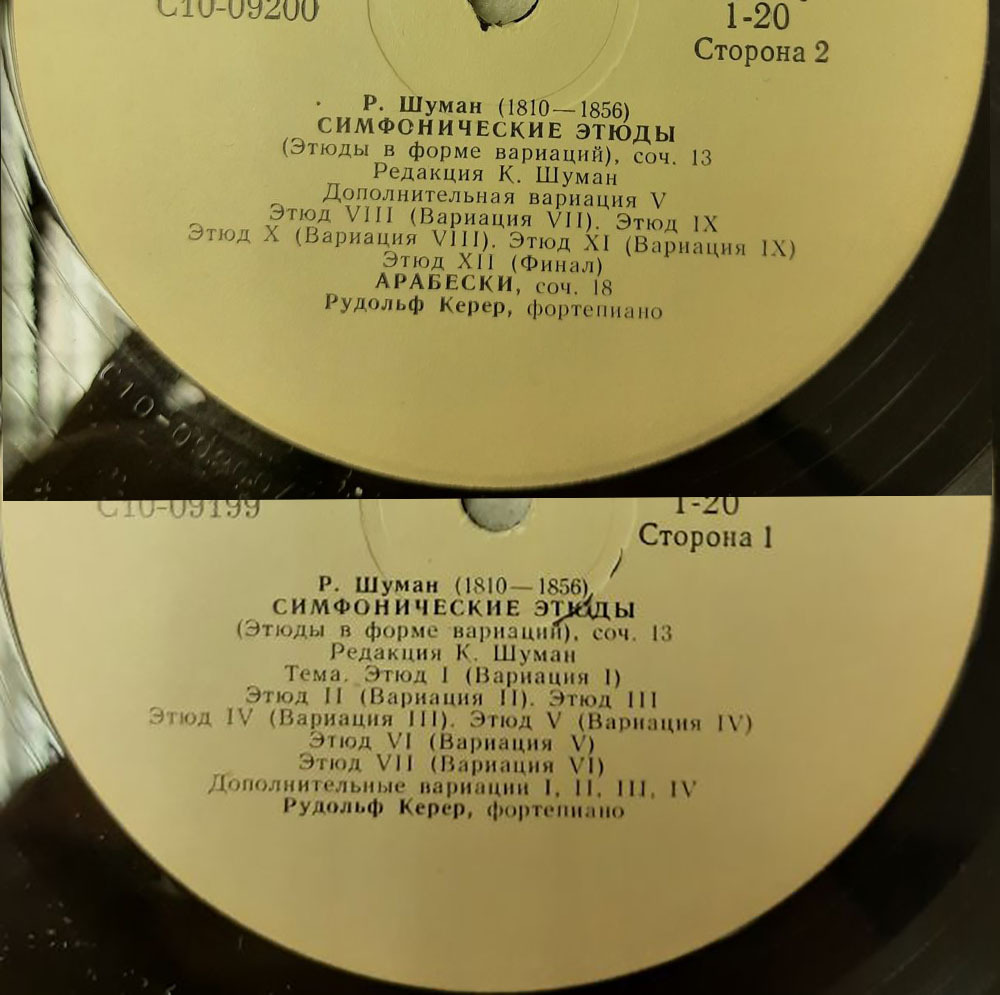 С10-09200
1-20
Сторона 2
Р. Шуман (1810—1856)
СИМФОНИЧЕСКИЕ ЭТЮДЫ
(Этюды в форме вариаций), соч. 13
Редакция К. Шуман
Дополнительная вариация V
Этюд VIII (Вариация VII). Этюд IX
Этюд X (Вариация VIII). Этюд XI (Вариация IX)
Этюд XII (Финал)
АРАБЕСКИ, соч. 18
Рудольф Керер, фортепиано
С10-09199
1-20
Сторона 1
Р. Шуман (1810—1856)
СИМФОНИЧЕСКИЕ ЭТЮДЫ
(Этюды в форме вариаций), соч. 13
Редакция К. Шуман
Тема. Этюд I (Вариация I)
Этюд II (Вариация II). Этюд III
Этюд IV (Вариация III). Этюд V (Вариация IV)
Этюд VI (Вариация V)
Этюд VII (Вариация VI)
Дополнительные вариации I, II, III, IV
Рудольф Керер, фортепиано